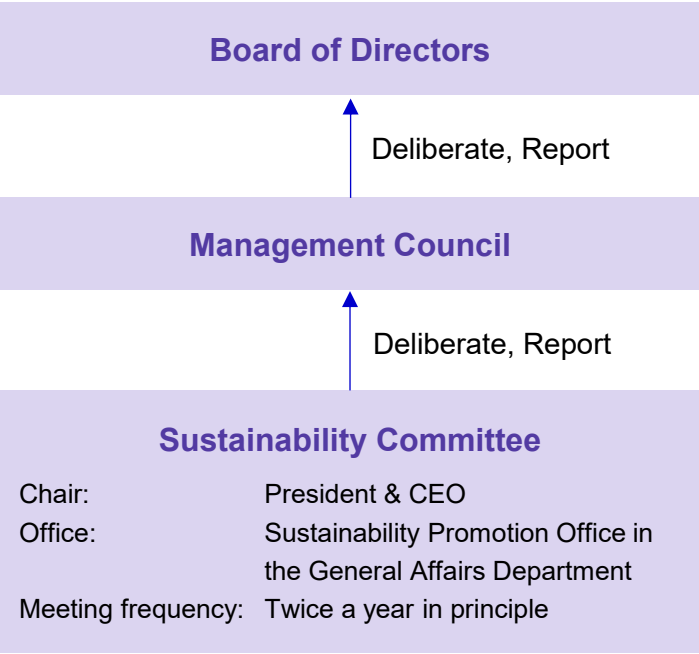 Board of Directors
Deliberate, Report
Management Council
Deliberate, Report
Sustainability Committee
Chair: President & CEO
Office: Sustainability Promotion Office in
the General Affairs Department
Meeting frequency: Twice a year in principle